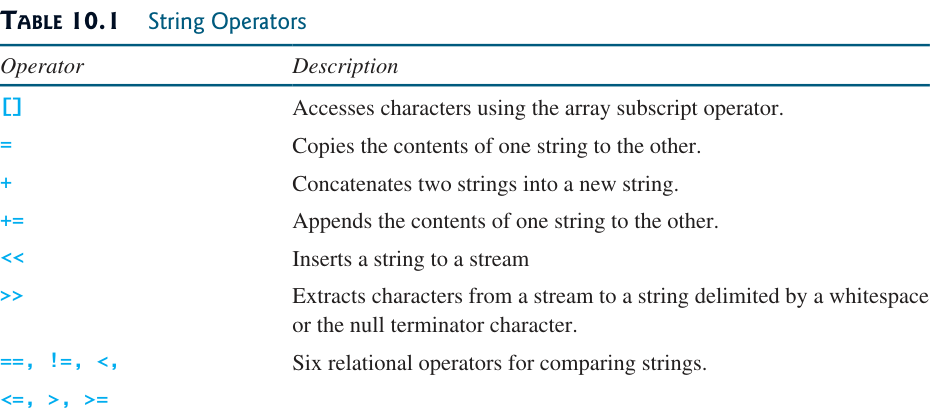 TABLE 10.1 String Operators
Operator Description
[] Accesses characters using the array subscript operator.
= Copies the contents of one string to the other.
+ Concatenates two strings into a new string.
+= Appends the contents of one string to the other.
<< Inserts a string to a stream
>> Extracts characters from a stream to a string delimited by a whitespace
or the null terminator character.
==, !=, <, Six relational operators for comparing strings.
<=, >, >=